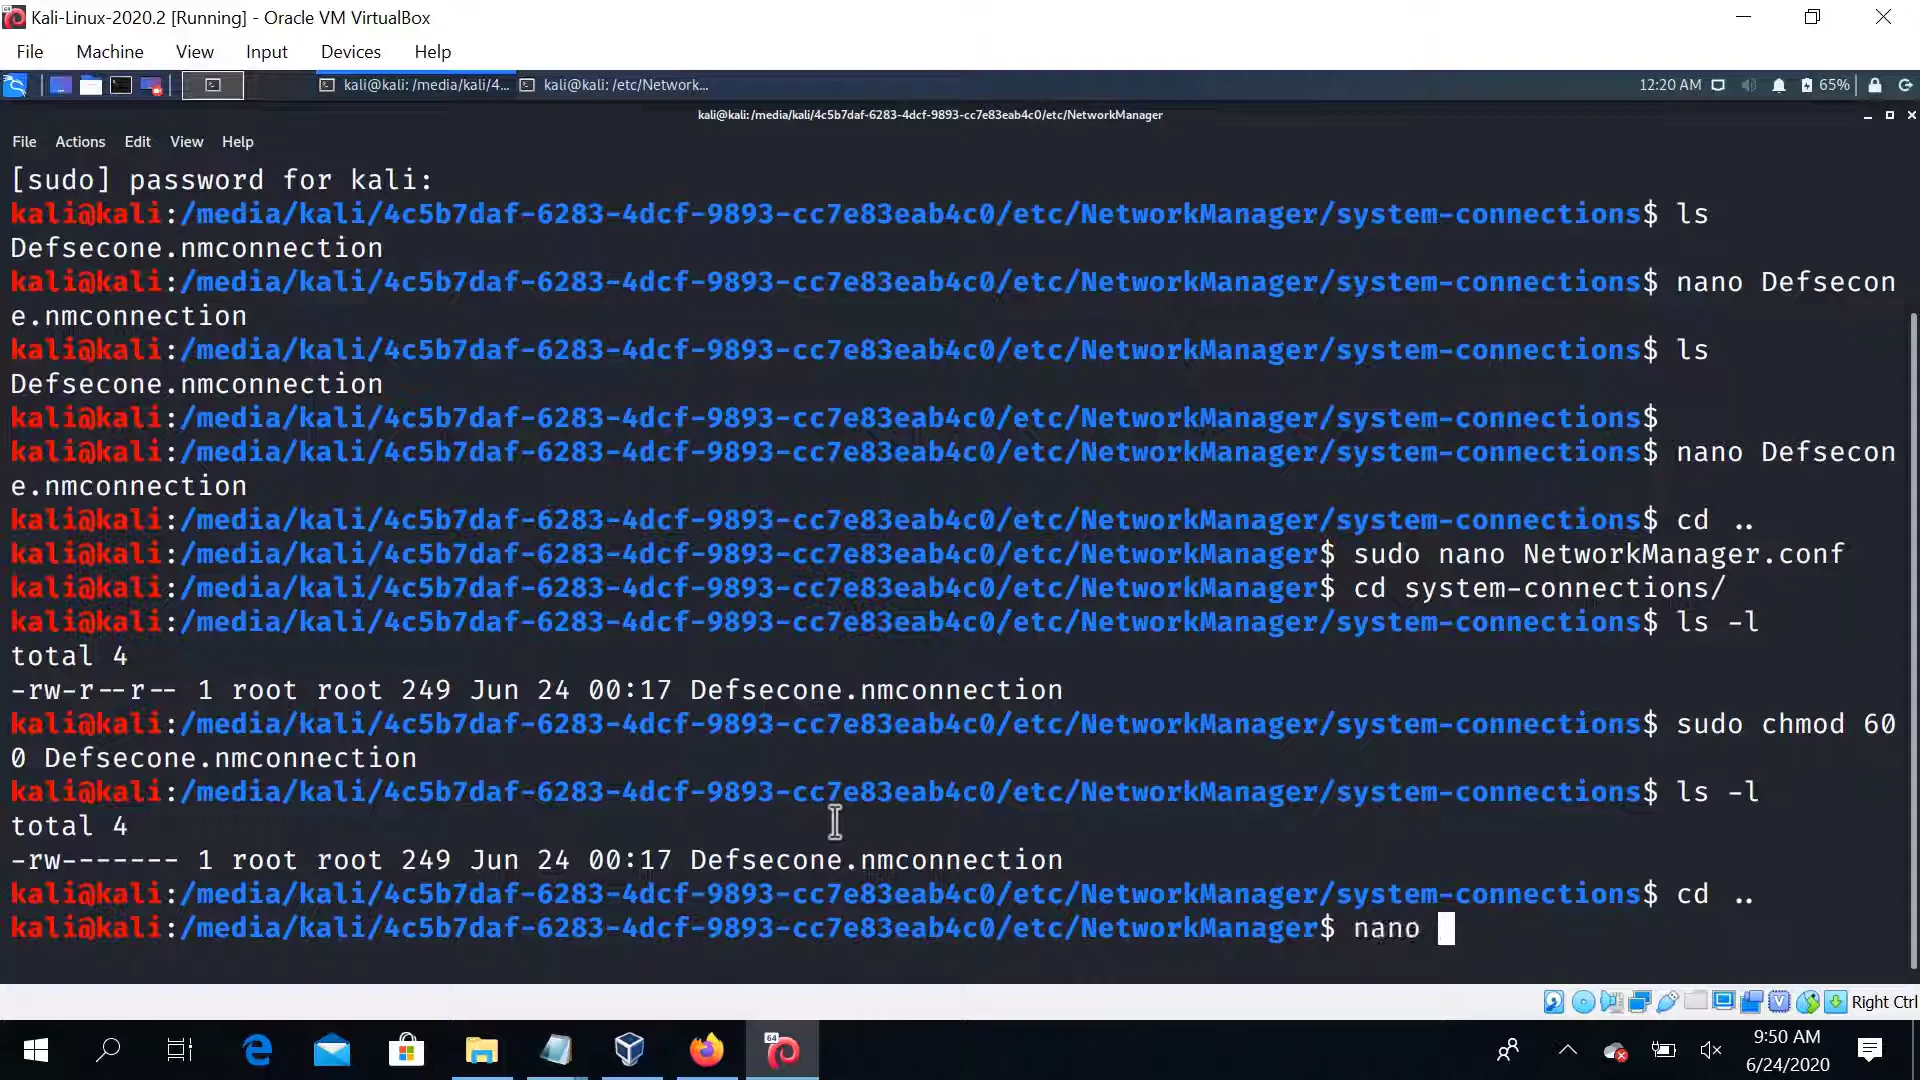 Kali-Linux-2020.2 [Running] - Oracle VM VirtualBox
File Machine View Input Devices Help
kali@kali: /media/kali/4... kali@kali: /etc/Network... 12:20 AM 65%
kali@kali:/media/kali/4c5b7daf-6283-4dcf-9893-cc7e83eab4c0/etc/NetworkManager
File Actions Edit View Help
[sudo] password for kali:
kali@kali:/media/kali/4c5b7daf-6283-4dcf-9893-cc7e83eab4c0/etc/NetworkManager/system-connections$ ls
Defsecone.nmconnection
kali@kali:/media/kali/4c5b7daf-6283-4dcf-9893-cc7e83eab4c0/etc/NetworkManager/system-connections$ nano Defsecon
e.nmconnection
kali@kali:/media/kali/4c5b7daf-6283-4dcf-9893-cc7e83eab4c0/etc/NetworkManager/system-connections$ ls
Defsecone.nmconnection
kali@kali:/media/kali/4c5b7daf-6283-4dcf-9893-cc7e83eab4c0/etc/NetworkManager/system-connections$
kali@kali:/media/kali/4c5b7daf-6283-4dcf-9893-cc7e83eab4c0/etc/NetworkManager/system-connections$ nano Defsecon
e.nmconnection
kali@kali:/media/kali/4c5b7daf-6283-4dcf-9893-cc7e83eab4c0/etc/NetworkManager/system-connections$ cd ..
kali@kali:/media/kali/4c5b7daf-6283-4dcf-9893-cc7e83eab4c0/etc/NetworkManager$ sudo nano NetworkManager.conf
kali@kali:/media/kali/4c5b7daf-6283-4dcf-9893-cc7e83eab4c0/etc/NetworkManager$ cd system-connections/
kali@kali:/media/kali/4c5b7daf-6283-4dcf-9893-cc7e83eab4c0/etc/NetworkManager/system-connections$ ls -l
total 4
-rw-r--r-- 1 root root 249 Jun 24 00:17 Defsecone.nmconnection
kali@kali:/media/kali/4c5b7daf-6283-4dcf-9893-cc7e83eab4c0/etc/NetworkManager/system-connections$ sudo chmod 60
0 Defsecone.nmconnection
kali@kali:/media/kali/4c5b7daf-6283-4dcf-9893-cc7e83eab4c0/etc/NetworkManager/system-connections$ ls -l
total 4
-rw------- 1 root root 249 Jun 24 00:17 Defsecone.nmconnection
kali@kali:/media/kali/4c5b7daf-6283-4dcf-9893-cc7e83eab4c0/etc/NetworkManager/system-connections$ cd ..
kali@kali:/media/kali/4c5b7daf-6283-4dcf-9893-cc7e83eab4c0/etc/NetworkManager$ nano
Right Ctrl
64
9:50 AM
6/24/2020